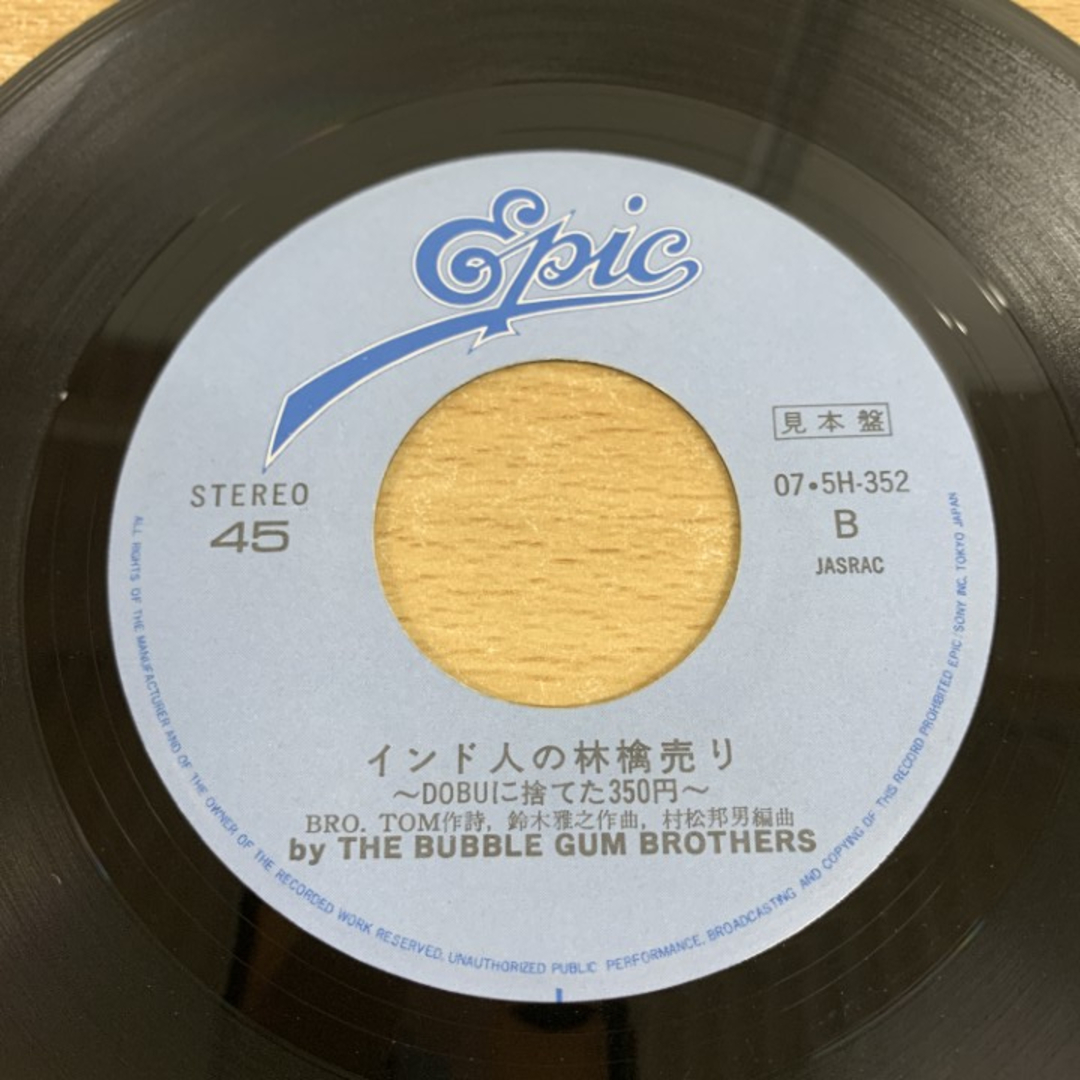 Epic
見本盤
STEREO
45
07・5H-352
B
JASRAC
インド人の林檎売り
〜DOBUに捨てた350円〜
BRO. TOM作詩, 鈴木雅之作曲, 村松邦男編曲
by THE BUBBLE GUM BROTHERS
ALL RIGHTS OF THE MANUFACTURER AND OF THE OWNER OF THE RECORDED WORK RESERVED. UNAUTHORIZED PUBLIC PERFORMANCE, BROADCASTING AND COPYING OF THIS RECORD PROHIBITED EPIC/SONY INC. TOKYO JAPAN